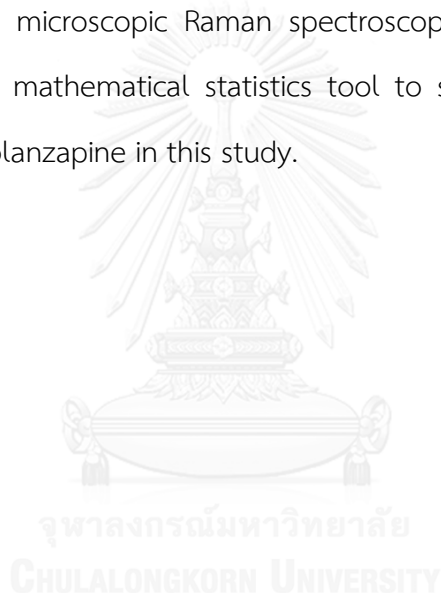 microscopic Raman spectroscop
mathematical statistics tool to s
olanzapine in this study.
จุฬาลงกรณ์มหาวิทยาลัย
CHULALONGKORN UNIVERSITY